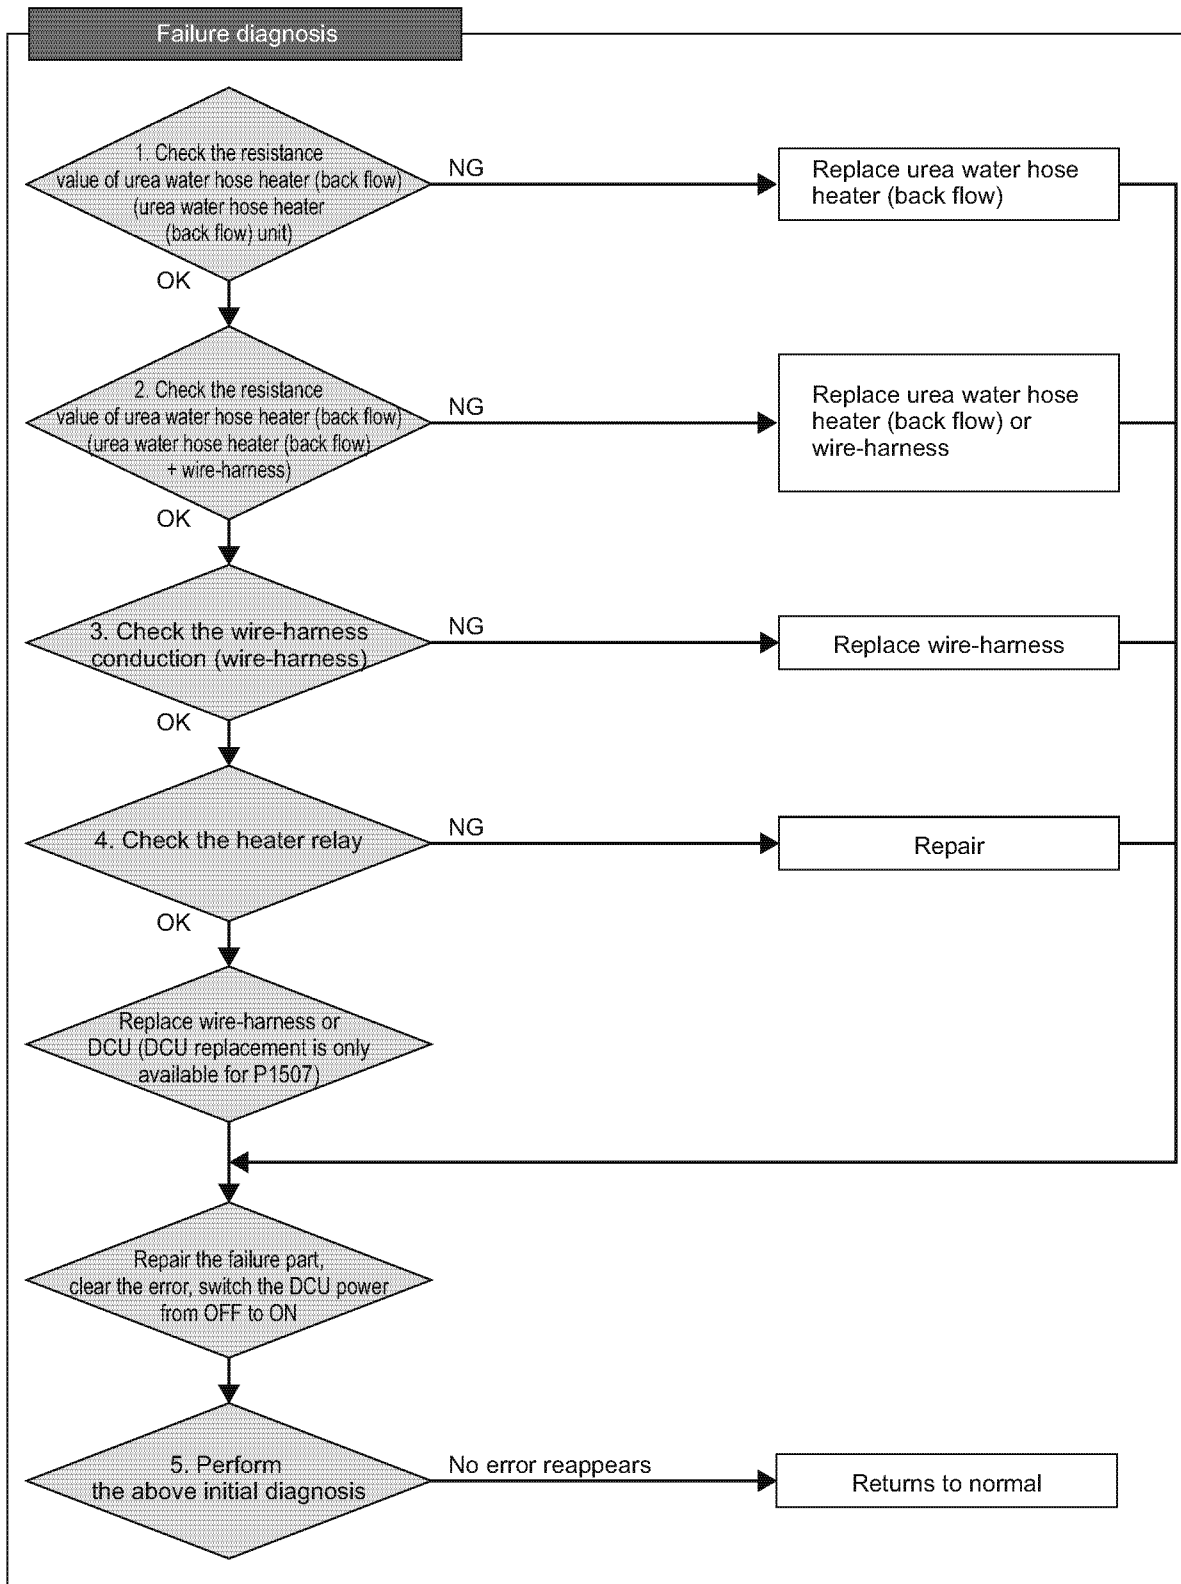 Failure diagnosis
1. Check the resistance
value of urea water hose heater (back flow)
(urea water hose heater
(back flow) unit)
NG
Replace urea water hose
heater (back flow)
OK
2. Check the resistance
value of urea water hose heater (back flow)
(urea water hose heater (back flow)
+ wire-harness)
NG
Replace urea water hose
heater (back flow) or
wire-harness
OK
3. Check the wire-harness
conduction (wire-harness)
NG
Replace wire-harness
OK
4. Check the heater relay
NG
Repair
OK
Replace wire-harness or
DCU (DCU replacement is only
available for P1507)
Repair the failure part,
clear the error, switch the DCU power
from OFF to ON
5. Perform
the above initial diagnosis
No error reappears
Returns to normal